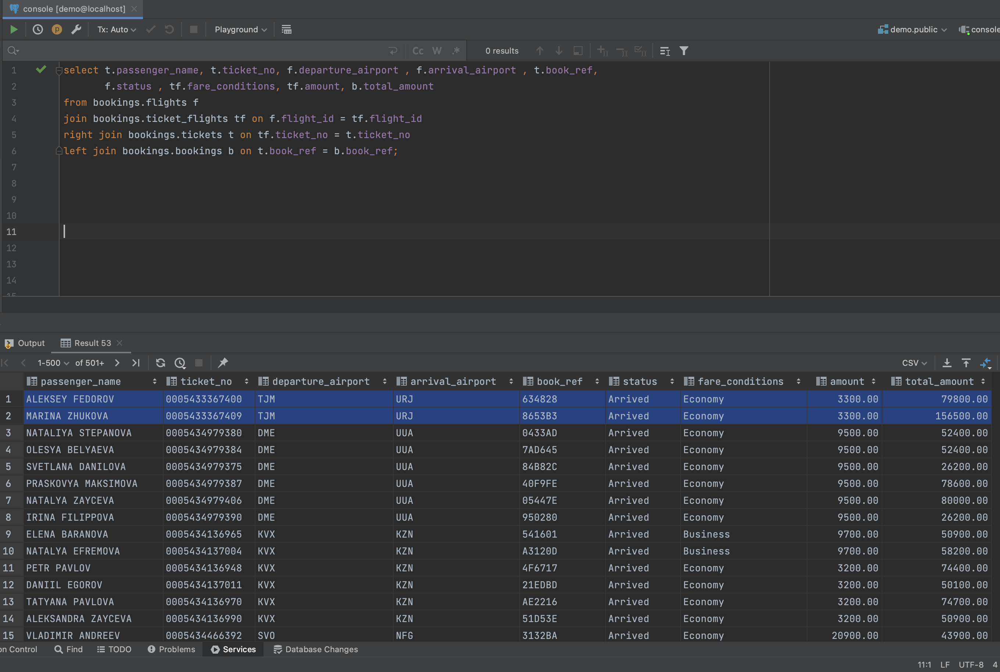 console [demo@localhost]
Tx: Auto Playground demo.public console
Cc W .* 0 results
1 select t.passenger_name, t.ticket_no, f.departure_airport , f.arrival_airport , t.book_ref,
2 f.status , tf.fare_conditions, tf.amount, b.total_amount
3 from bookings.flights f
4 join bookings.ticket_flights tf on f.flight_id = tf.flight_id
5 right join bookings.tickets t on tf.ticket_no = t.ticket_no
6 left join bookings.bookings b on t.book_ref = b.book_ref;
7
8
9
10
11
12
13
14
15
Output Result 53
1-500 of 501+ CSV
passenger_name ticket_no departure_airport arrival_airport book_ref status fare_conditions amount total_amount
1 ALEKSEY FEDOROV 0005433367400 TJM URJ 634828 Arrived Economy 3300.00 79800.00
2 MARINA ZHUKOVA 0005433367409 TJM URJ 8653B3 Arrived Economy 3300.00 156500.00
3 NATALIYA STEPANOVA 0005434979380 DME UUA 0433AD Arrived Economy 9500.00 52400.00
4 OLESYA BELYAEVA 0005434979384 DME UUA 7AD645 Arrived Economy 9500.00 52400.00
5 SVETLANA DANILOVA 0005434979375 DME UUA 84B82C Arrived Economy 9500.00 26200.00
6 PRASKOVYA MAKSIMOVA 0005434979387 DME UUA 40F9FE Arrived Economy 9500.00 78600.00
7 NATALYA ZAYCEVA 0005434979406 DME UUA 05447E Arrived Economy 9500.00 80000.00
8 IRINA FILIPPOVA 0005434979390 DME UUA 950280 Arrived Economy 9500.00 26200.00
9 ELENA BARANOVA 0005434136965 KVX KZN 541601 Arrived Business 9700.00 50900.00
10 NATALYA EFREMOVA 0005434137004 KVX KZN A3120D Arrived Business 9700.00 58200.00
11 PETR PAVLOV 0005434136948 KVX KZN 4F6717 Arrived Economy 3200.00 74400.00
12 DANIIL EGOROV 0005434137011 KVX KZN 21EDBD Arrived Economy 3200.00 50100.00
13 TATYANA PAVLOVA 0005434136970 KVX KZN AE2216 Arrived Economy 3200.00 74700.00
14 ALEKSANDRA ZAYCEVA 0005434136990 KVX KZN 51D53E Arrived Economy 3200.00 50900.00
15 VLADIMIR ANDREEV 0005434466392 SVO NFG 3132BA Arrived Economy 20900.00 43900.00
on Control Find TODO Problems Services Database Changes
11:1 LF UTF-8 4